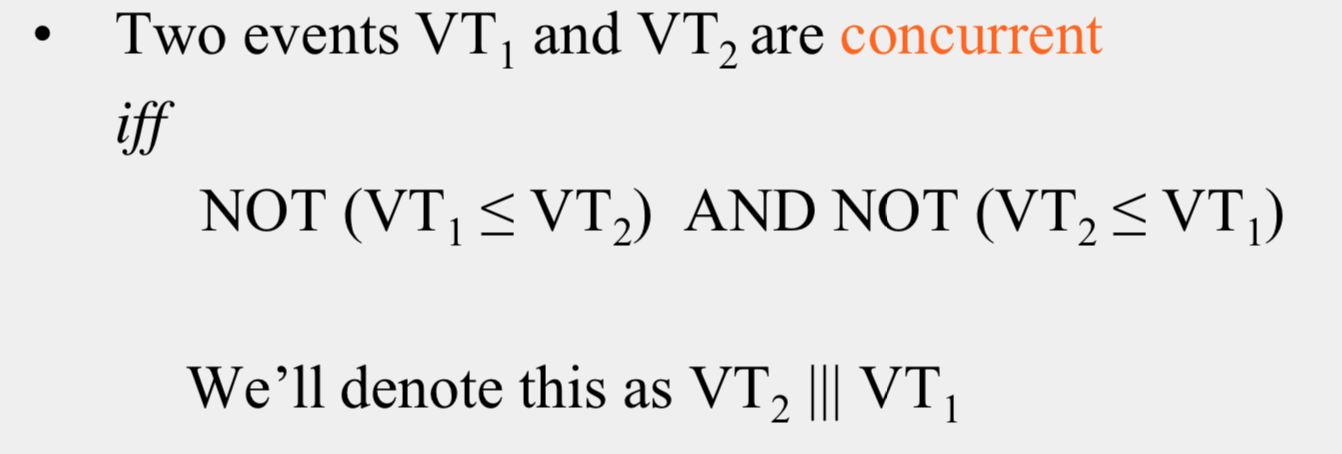 • Two events VT₁ and VT₂ are concurrent
iff
NOT (VT₁ ≤ VT₂) AND NOT (VT₂ ≤ VT₁)
We’ll denote this as VT₂ ||| VT₁